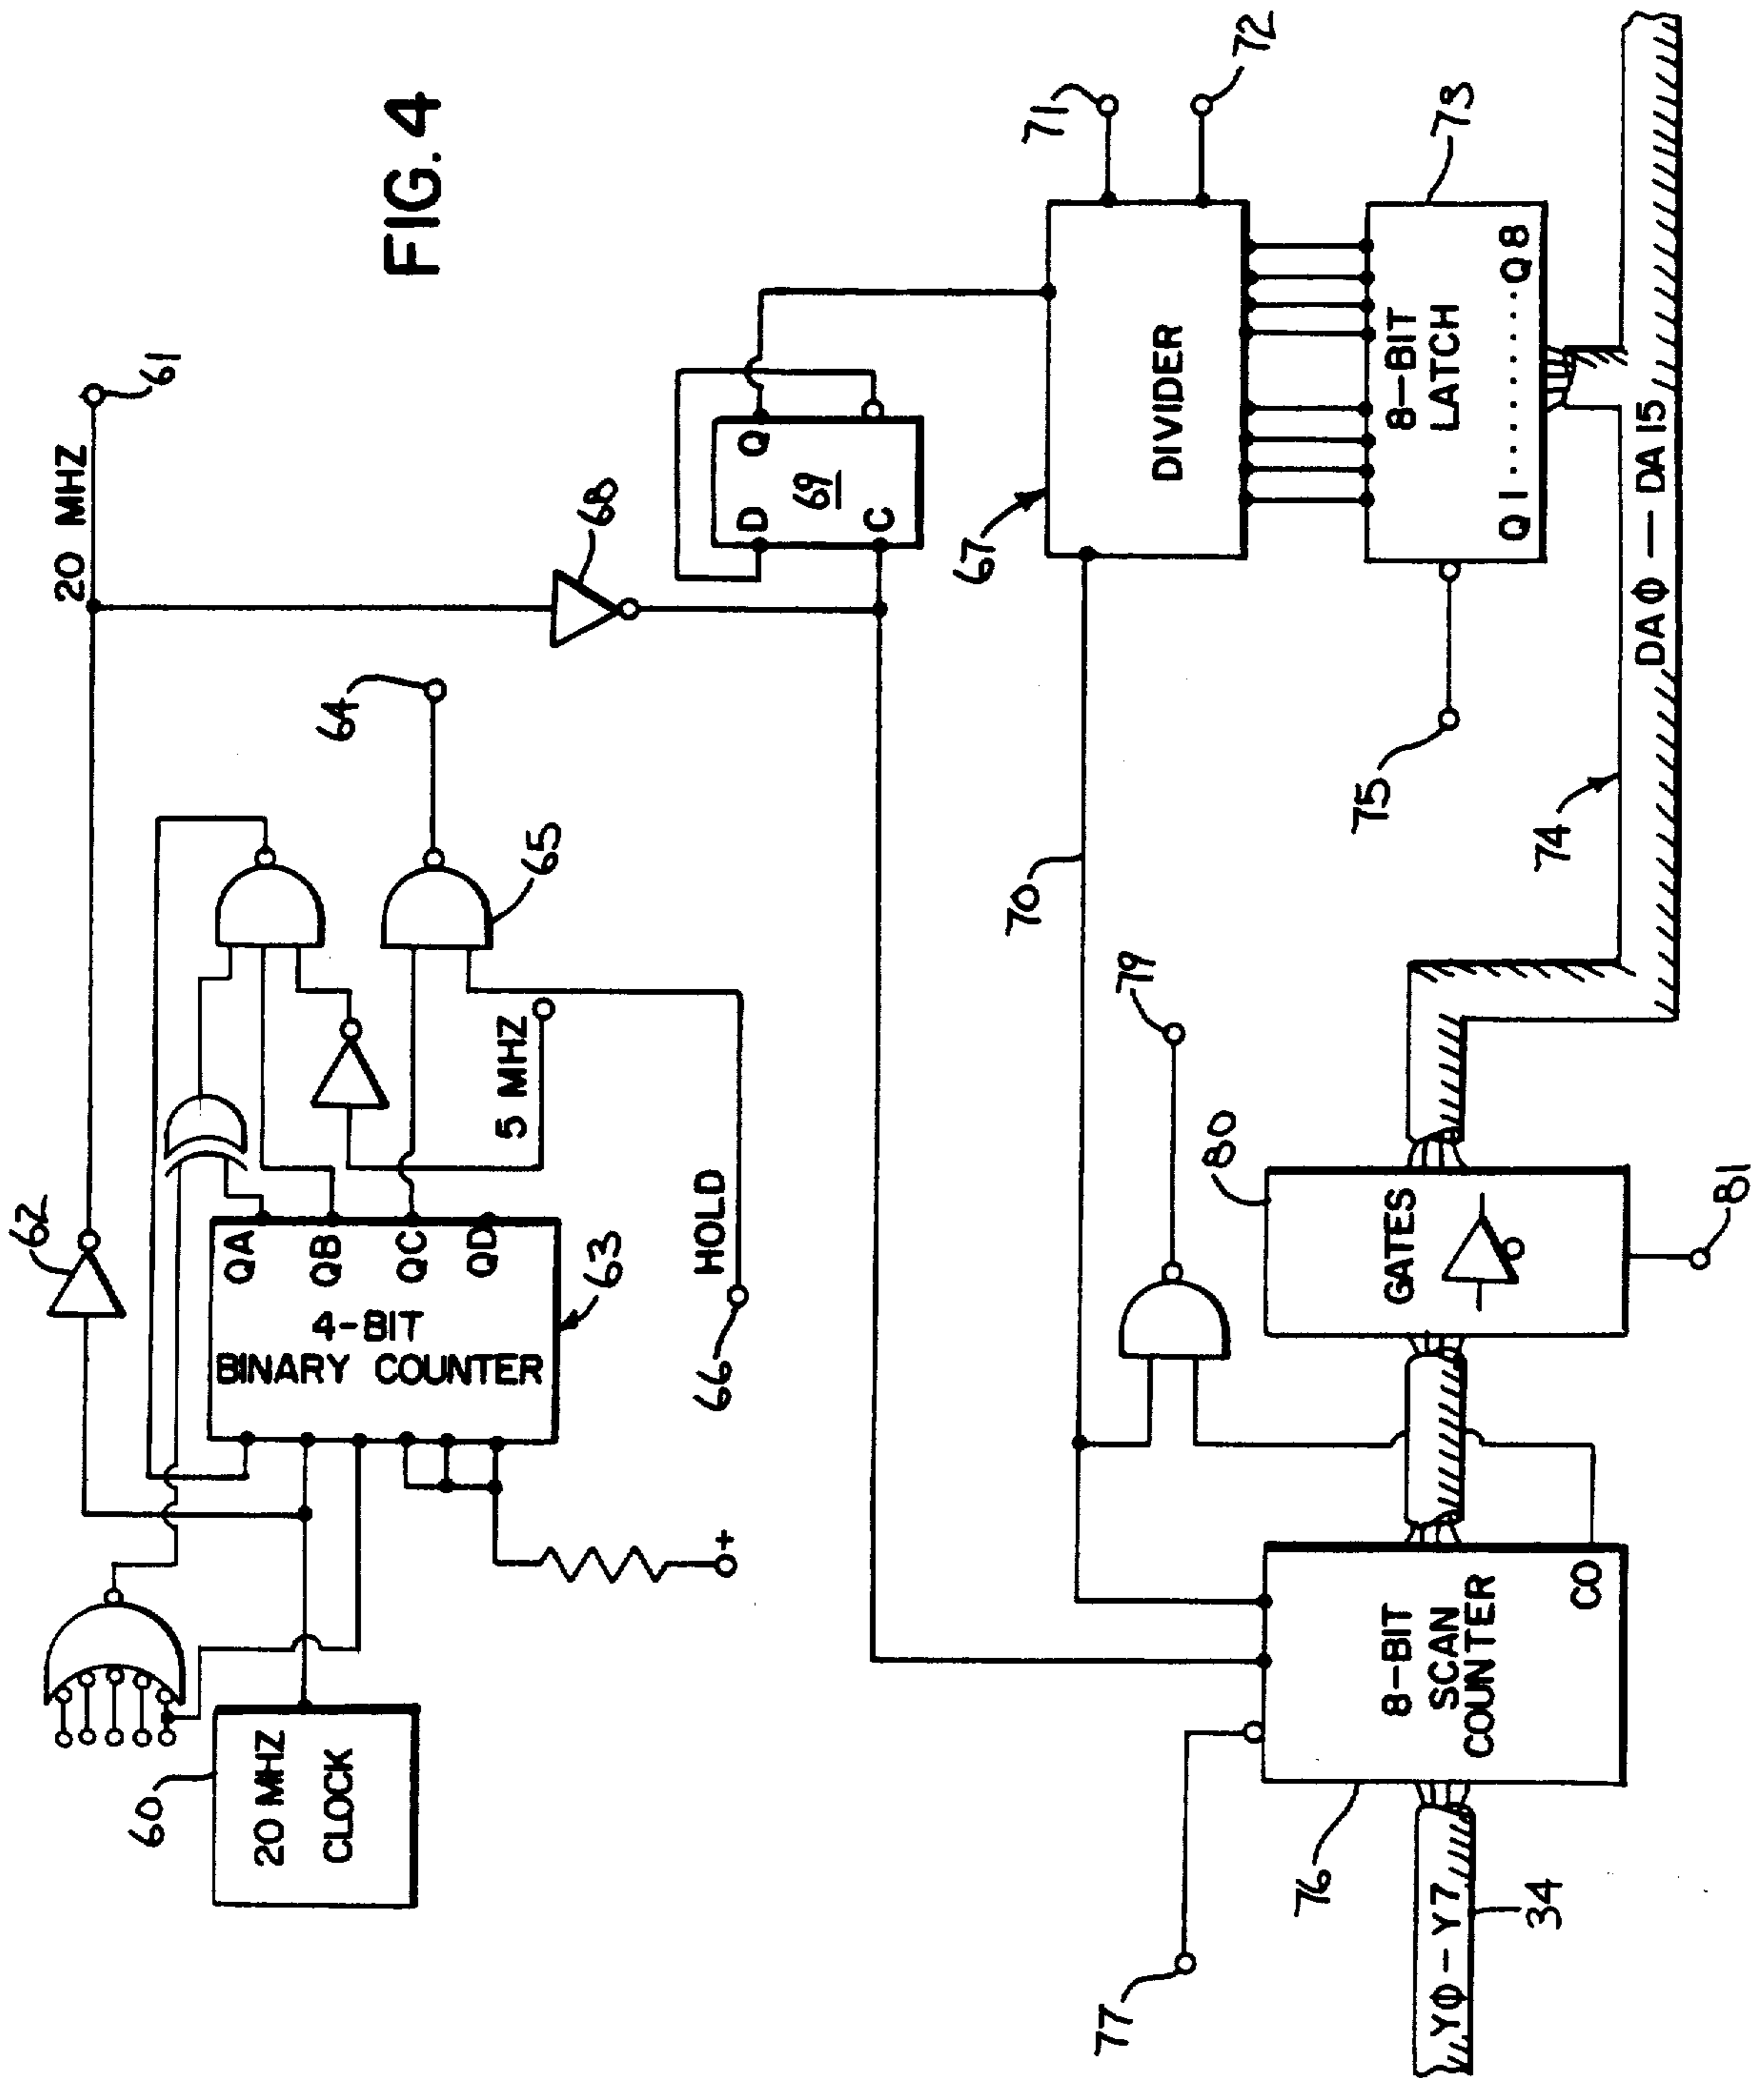 FIG. 4
60
20 MHZ
CLOCK
62
20 MHZ
61
4-BIT
BINARY COUNTER
QA
QB
QC
QD
63
5 MHZ
64
65
HOLD
66
68
D
Q
C
69
67
DIVIDER
71
72
8-BIT
LATCH
Q1........Q8
73
75
74
DAΦ — DA15
70
79
80
GATES
81
8-BIT
SCAN
COUNTER
CO
76
77
YΦ-Y7
34